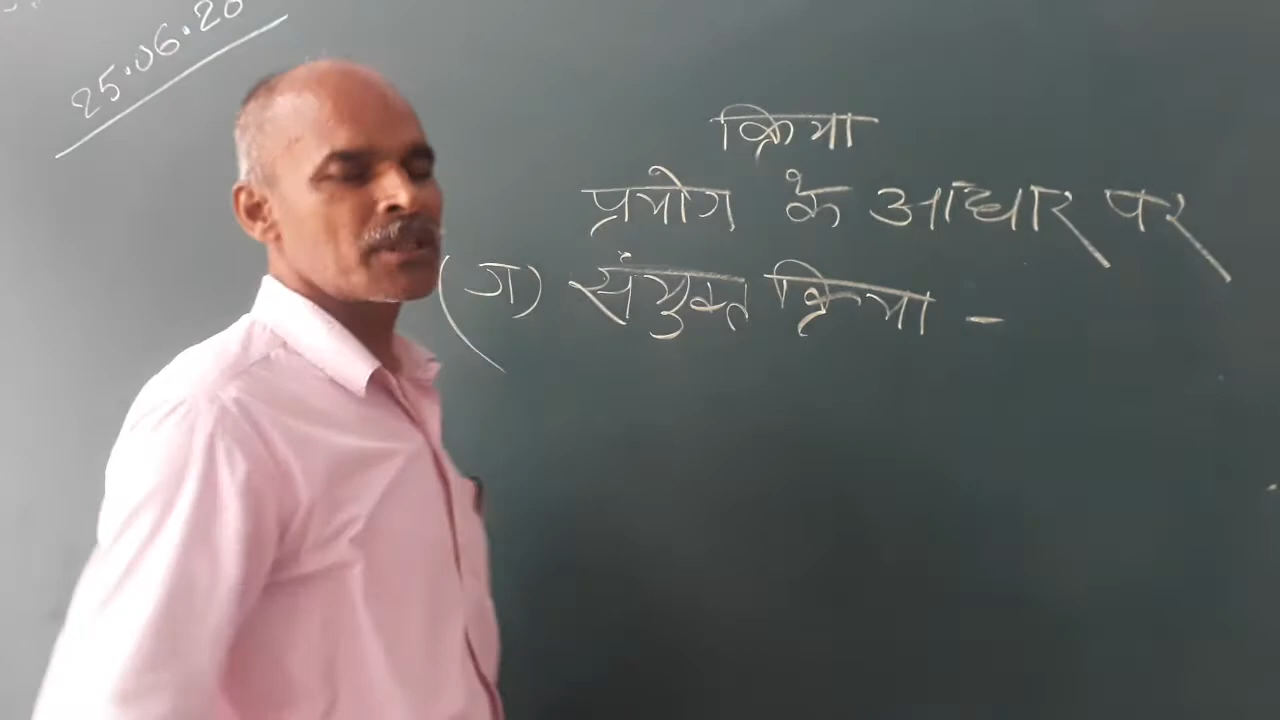 25.06.20
क्रिया
प्रयोग के आधार पर
(ग) संयुक्त क्रिया -